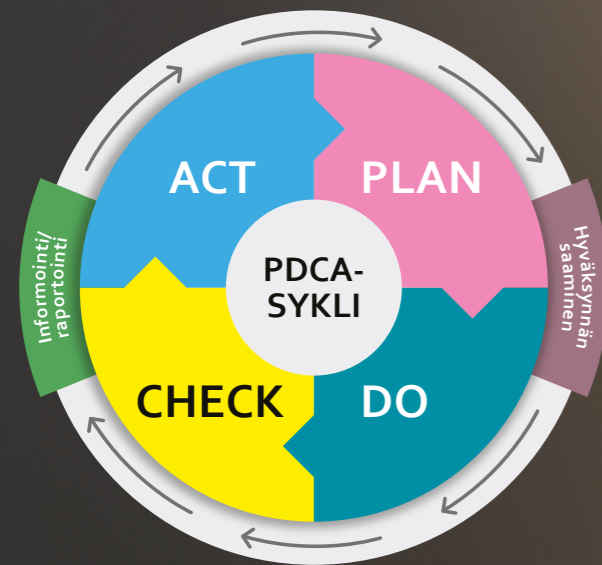 ACT
PLAN
Informointi/
raportointi
PDCA-
SYKLI
Hyväksynnän
saaminen
CHECK
DO